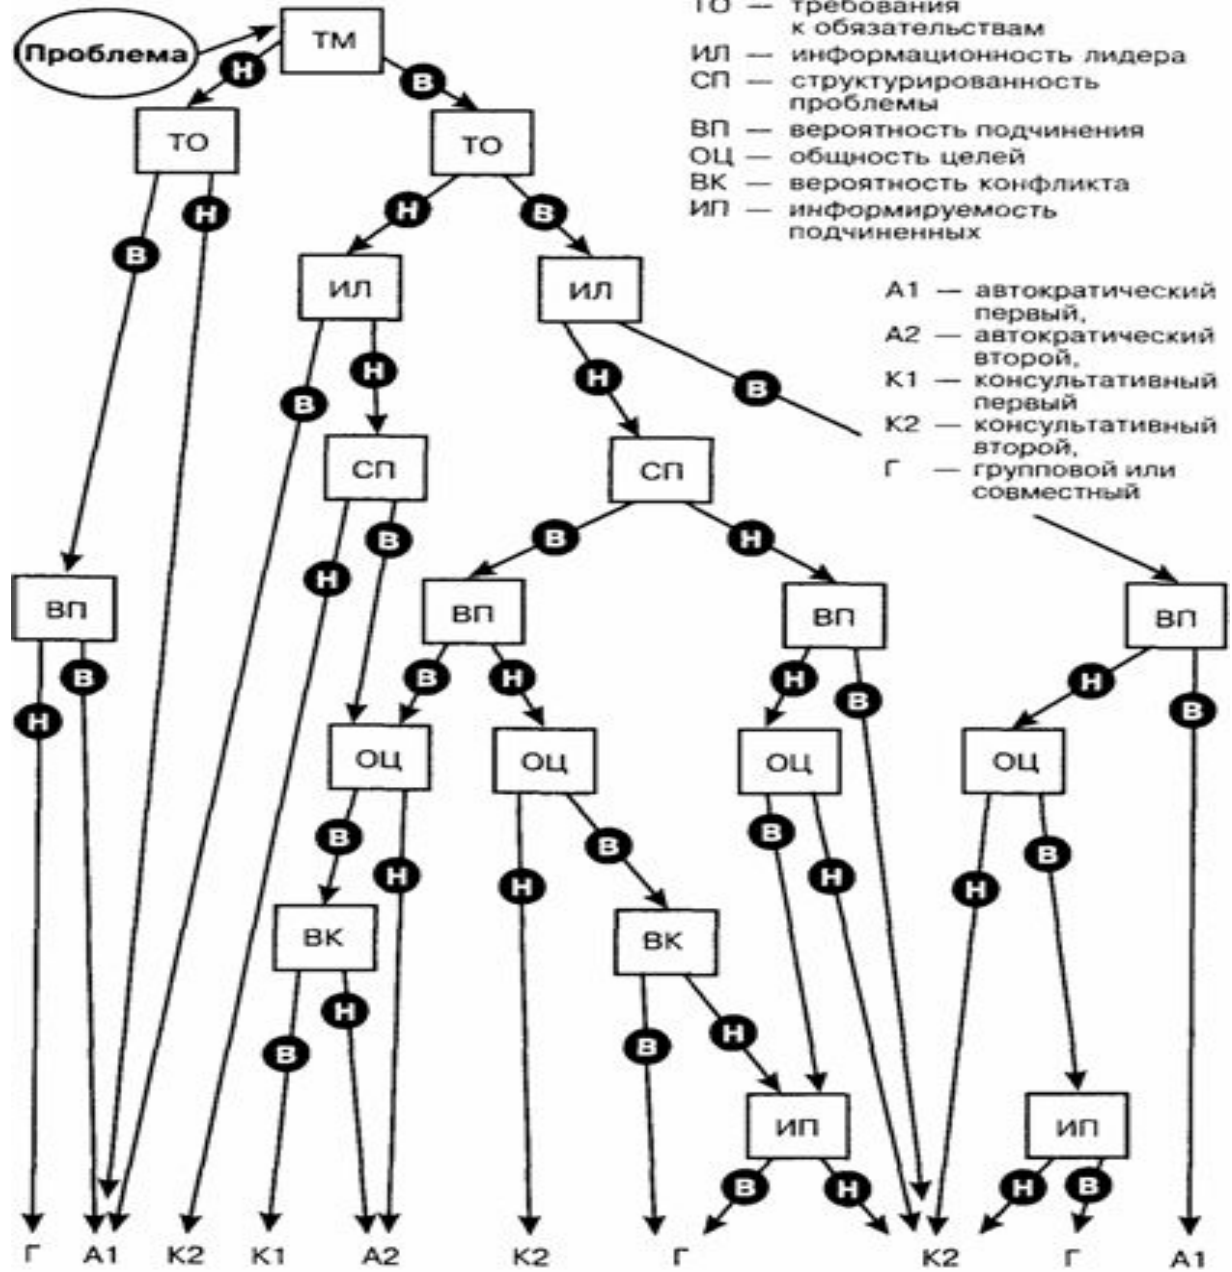 ТО — требования
к обязательствам
Проблема
ТМ
ИЛ — информационность лидера
Н
В
СП — структурированность
проблемы
ТО
ТО
ВП — вероятность подчинения
ОЦ — общность целей
ВК — вероятность конфликта
Н
Н
В
ИП — информируемость
подчиненных
В
ИЛ
ИЛ
А1 — автократический
первый,
А2 — автократический
второй,
Н
Н
В
К1 — консультативный
первый
В
К2 — консультативный
второй,
СП
СП
Г — групповой или
совместный
В
В
Н
Н
ВП
ВП
ВП
ВП
В
В
Н
Н
Н
Н
В
В
ОЦ
ОЦ
ОЦ
ОЦ
В
В
В
В
Н
Н
Н
Н
ВК
ВК
Н
В
В
Н
ИП
ИП
В
Н
Н
В
Г
А1
К2
К1
А2
К2
Г
К2
Г
А1